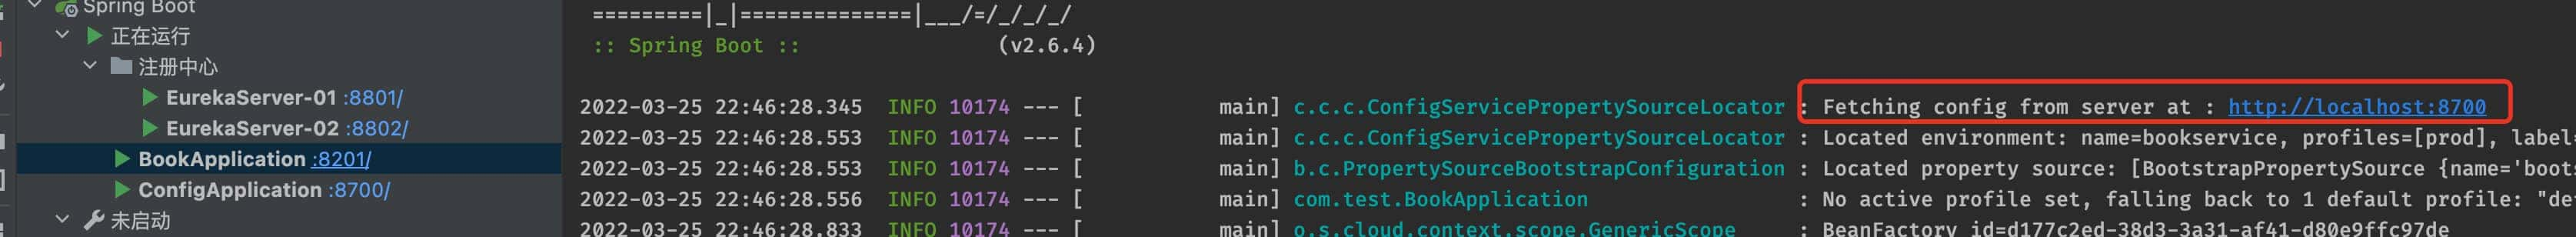 Spring Boot
正在运行
注册中心
EurekaServer-01 :8801/
EurekaServer-02 :8802/
BookApplication :8201/
ConfigApplication :8700/
未启动
=========|_|==============|___/=/_/_/_/
:: Spring Boot :: (v2.6.4)
2022-03-25 22:46:28.345 INFO 10174 --- [ main] c.c.c.ConfigServicePropertySourceLocator : Fetching config from server at : http://localhost:8700
2022-03-25 22:46:28.553 INFO 10174 --- [ main] c.c.c.ConfigServicePropertySourceLocator : Located environment: name=bookservice, profiles=[prod], label=
2022-03-25 22:46:28.553 INFO 10174 --- [ main] b.c.PropertySourceBootstrapConfiguration : Located property source: [BootstrapPropertySource {name='boots
2022-03-25 22:46:28.556 INFO 10174 --- [ main] com.test.BookApplication : No active profile set, falling back to 1 default profile: "de
2022-03-25 22:46:28.833 INFO 10174 --- [ main] o.s.cloud.context.scope.GenericScope : BeanFactory id=d177c2ed-38d3-3a31-af41-d80e9ffc97de